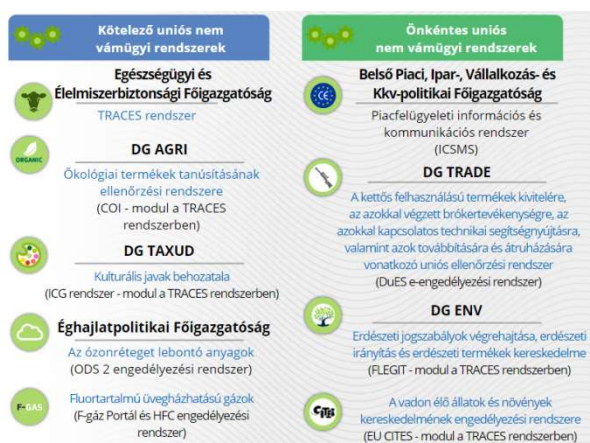 Kötelező uniós nem
vámügyi rendszerek
Egészségügyi és
Élelmiszerbiztonsági Főigazgatóság
TRACES rendszer
ORGANIC
DG AGRI
Ökológiai termékek tanúsításának
ellenőrzési rendszere
(COI - modul a TRACES
rendszerben)
DG TAXUD
Kulturális javak behozatala
(ICG rendszer - modul a TRACES rendszerben)
Éghajlatpolitikai Főigazgatóság
Az ózonréteget lebontó anyagok
(ODS 2 engedélyezési rendszer)
F-GAS
Fluortartalmú üvegházhatású gázok
(F-gáz Portál és HFC engedélyezési
rendszer)
Önkéntes uniós
nem vámügyi rendszerek
CE
Belső Piaci, Ipar-, Vállalkozás- és
Kkv-politikai Főigazgatóság
Piacfelügyeleti információs és
kommunikációs rendszer
(ICSMS)
DG TRADE
A kettős felhasználású termékek kivitelére,
az azokkal végzett brókertevékenységre, az
azokkal kapcsolatos technikai segítségnyújtásra,
valamint azok továbbítására és átruházására
vonatkozó uniós ellenőrzési rendszer
(DuES e-engedélyezési rendszer)
DG ENV
Erdészeti jogszabályok végrehajtása, erdészeti
irányítás és erdészeti termékek kereskedelme
(FLEGIT - modul a TRACES rendszerben)
CITES
A vadon élő állatok és növények
kereskedelmének engedélyezési rendszere
(EU CITES - modul a TRACES rendszerben)